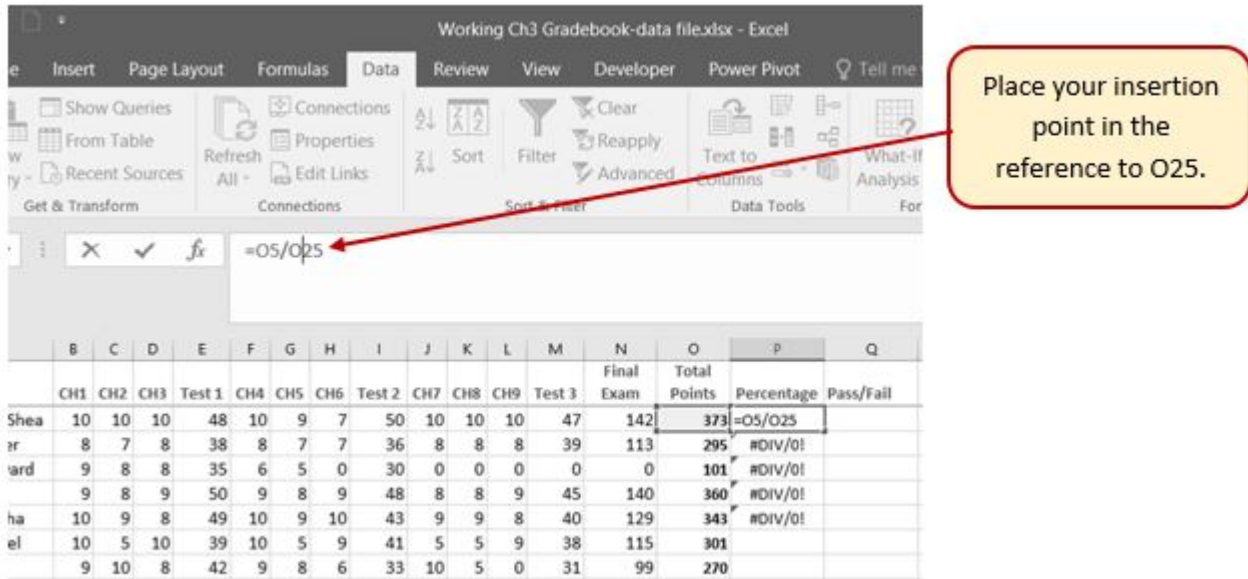 Working Ch3 Gradebook-data file.xlsx - Excel
Insert Page Layout Formulas Data Review View Developer Power Pivot Tell me
Show Queries
From Table
Recent Sources
Get & Transform
Refresh
All
Connections
Properties
Edit Links
Connections
Sort
Filter
Clear
Reapply
Advanced
Sort & Filter
Text to
Columns
Data Tools
What-If
Analysis
For
Place your insertion
point in the
reference to O25.
fx =O5/O25
B C D E F G H I J K L M N O P Q
CH1 CH2 CH3 Test 1 CH4 CH5 CH6 Test 2 CH7 CH8 CH9 Test 3 Final Exam Total Points Percentage Pass/Fail
Shea 10 10 10 48 10 9 7 50 10 10 10 47 142 373 =O5/O25
er 8 7 8 38 8 7 7 36 8 8 8 39 113 295 #DIV/0!
ard 9 8 8 35 6 5 0 30 0 0 0 0 0 101 #DIV/0!
9 8 9 50 9 8 9 48 8 8 9 45 140 360 #DIV/0!
ha 10 9 8 49 10 9 10 43 9 9 8 40 129 343 #DIV/0!
el 10 5 10 39 10 5 9 41 5 5 9 38 115 301
9 10 8 42 9 8 6 33 10 5 0 31 99 270